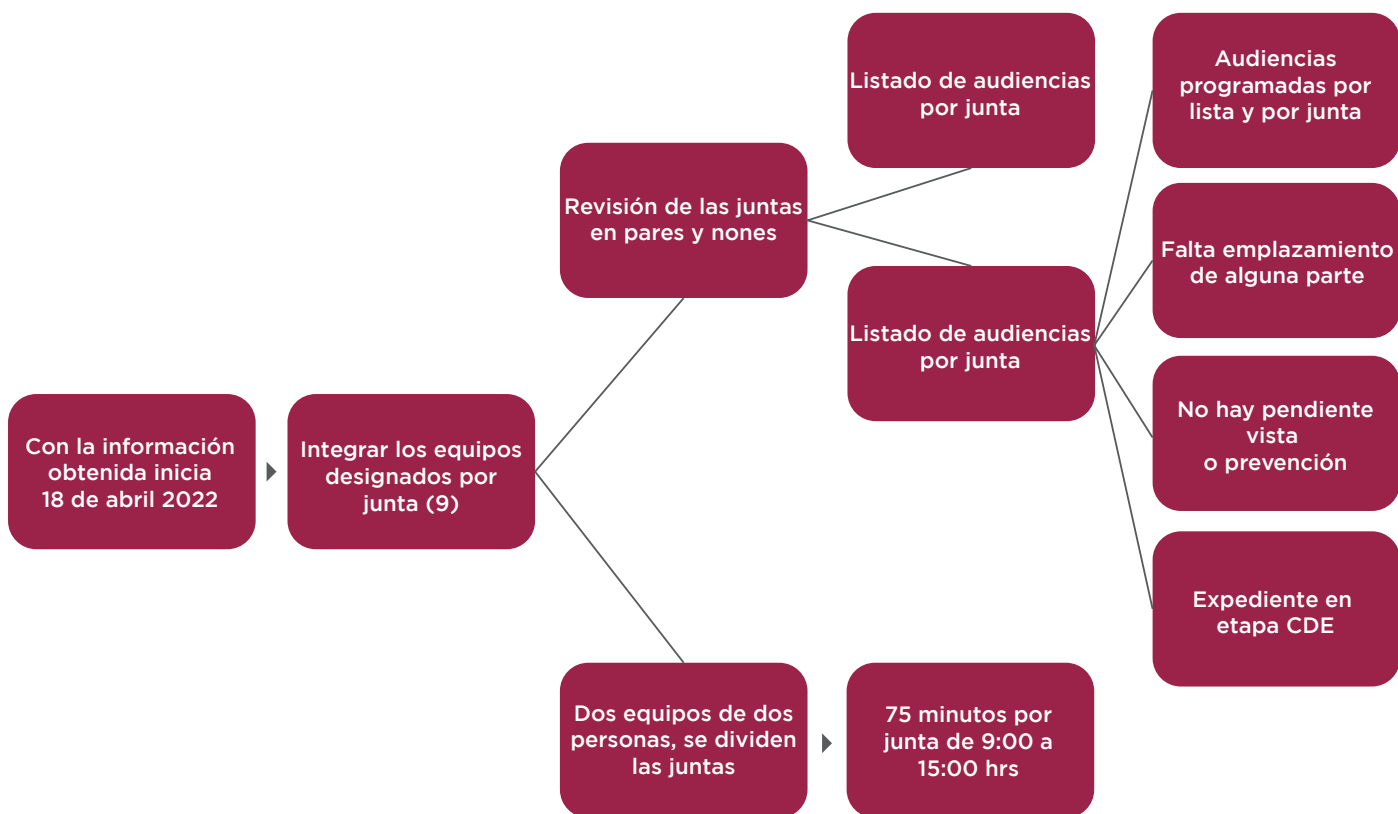 Con la información
obtenida inicia
18 de abril 2022
Integrar los equipos
designados por
junta (9)
Revisión de las juntas
en pares y nones
Listado de audiencias
por junta
Listado de audiencias
por junta
Audiencias
programadas por
lista y por junta
Falta emplazamiento
de alguna parte
No hay pendiente
vista
o prevención
Expediente en
etapa CDE
Dos equipos de dos
personas, se dividen
las juntas
75 minutos por
junta de 9:00 a
15:00 hrs